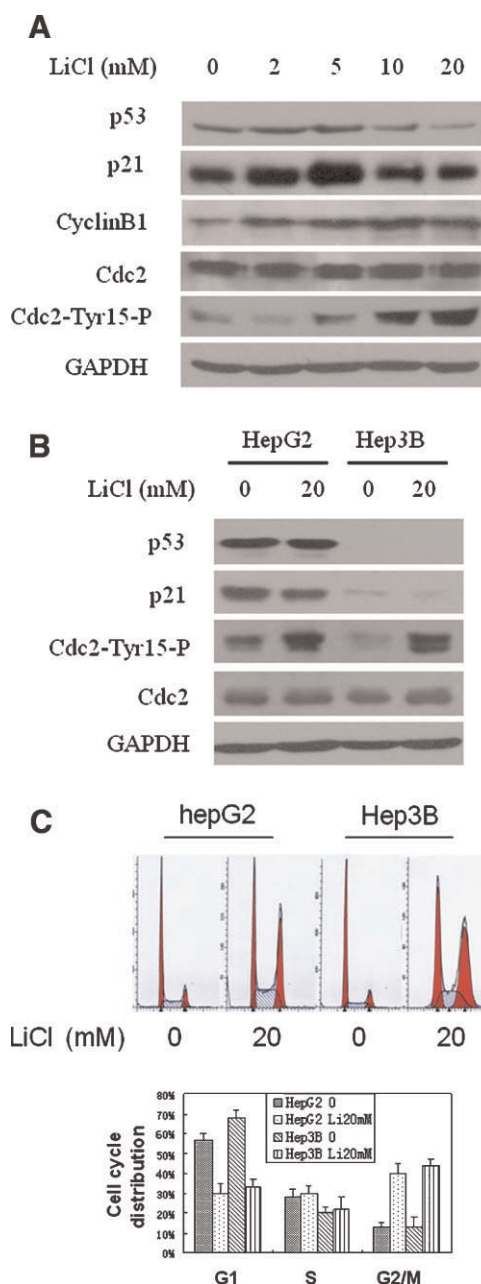 A
LiCl (mM) 0 2 5 10 20
p53
p21
CyclinB1
Cdc2
Cdc2-Tyr15-P
GAPDH
B
HepG2 Hep3B
LiCl (mM) 0 20 0 20
p53
p21
Cdc2-Tyr15-P
Cdc2
GAPDH
C
hepG2 Hep3B
LiCl (mM) 0 20 0 20
80%
70%
60%
50%
40%
30%
20%
10%
0%
Cell cycle
distribution
HepG2 0
HepG2 Li20mM
Hep3B 0
Hep3B Li20mM
G1 S G2/M